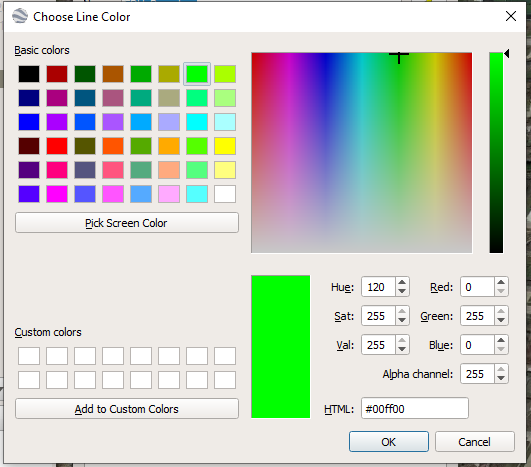 Choose Line Color
Basic colors
Pick Screen Color
Custom colors
Add to Custom Colors
Hue: 120 Red: 0
Sat: 255 Green: 255
Val: 255 Blue: 0
Alpha channel: 255
HTML: #00ff00
OK Cancel